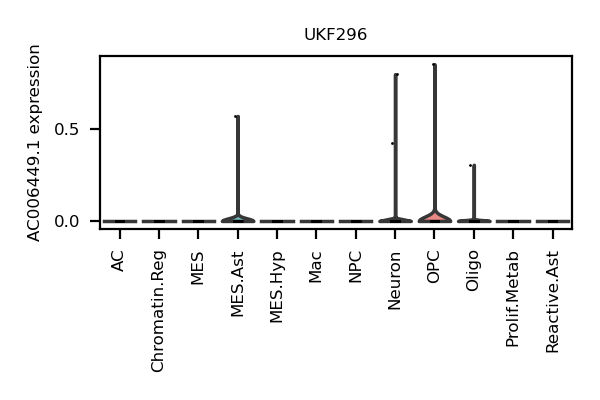 UKF296
AC006449.1 expression
0.5
0.0
AC
Chromatin.Reg
MES
MES.Ast
MES.Hyp
Mac
NPC
Neuron
OPC
Oligo
Prolif.Metab
Reactive.Ast